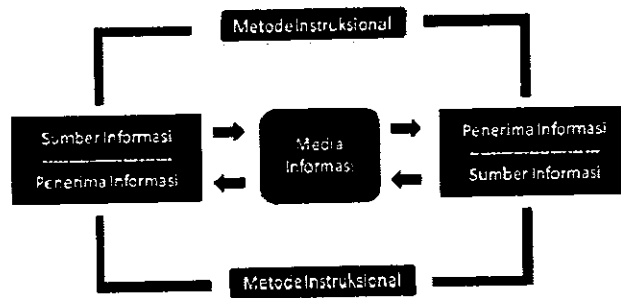 Metode Instruksional
Sumber Informasi
Penerima Informasi
Media
Informasi
Penerima Informasi
Sumber Informasi
Metode Instruksional